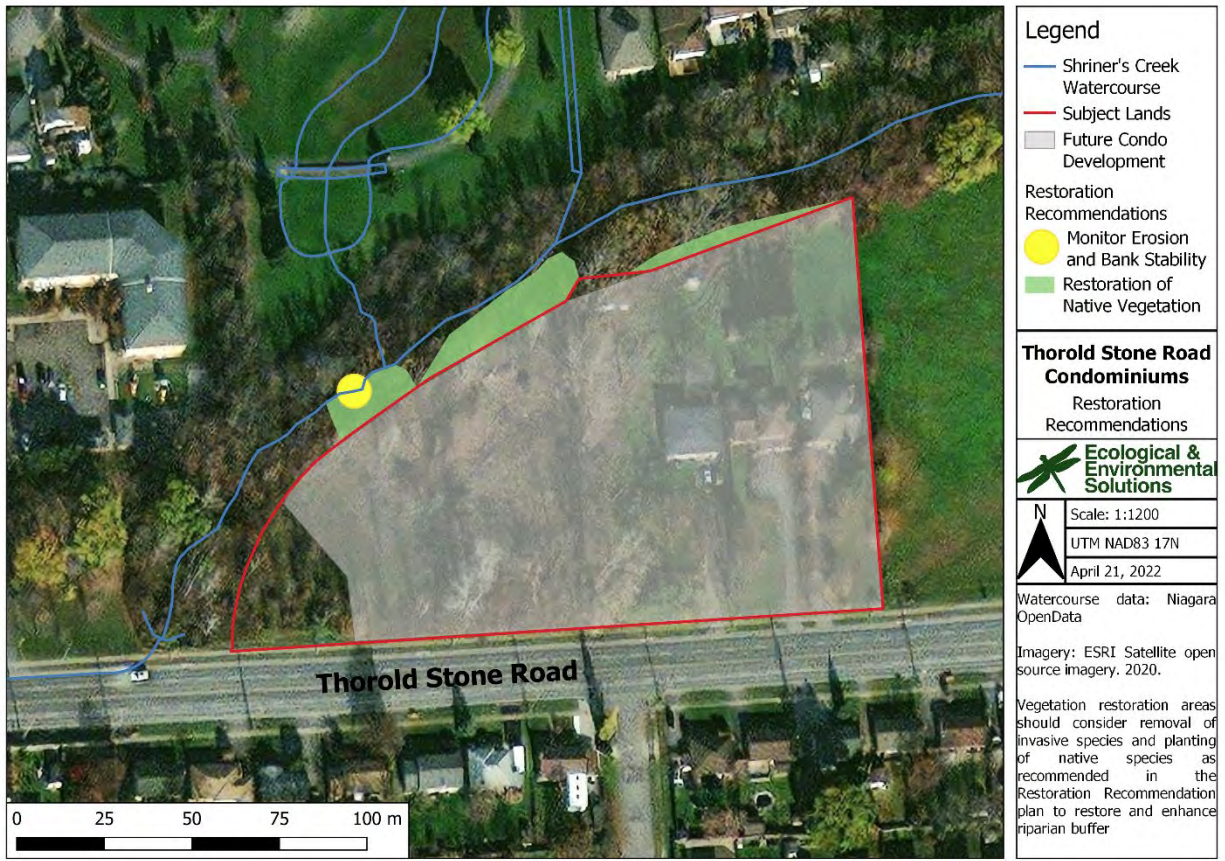 Legend
Shriner's Creek
Watercourse
Subject Lands
Future Condo
Development
Restoration
Recommendations
Monitor Erosion
and Bank Stability
Restoration of
Native Vegetation
Thorold Stone Road
Condominiums
Restoration
Recommendations
Ecological &
Environmental
Solutions
N
Scale: 1:1200
UTM NAD83 17N
April 21, 2022
Watercourse data: Niagara
OpenData
Imagery: ESRI Satellite open
source imagery. 2020.
Vegetation restoration areas
should consider removal of
invasive species and planting
of native species as
recommended in the
Restoration Recommendation
plan to restore and enhance
riparian buffer
Thorold Stone Road
0 25 50 75 100 m